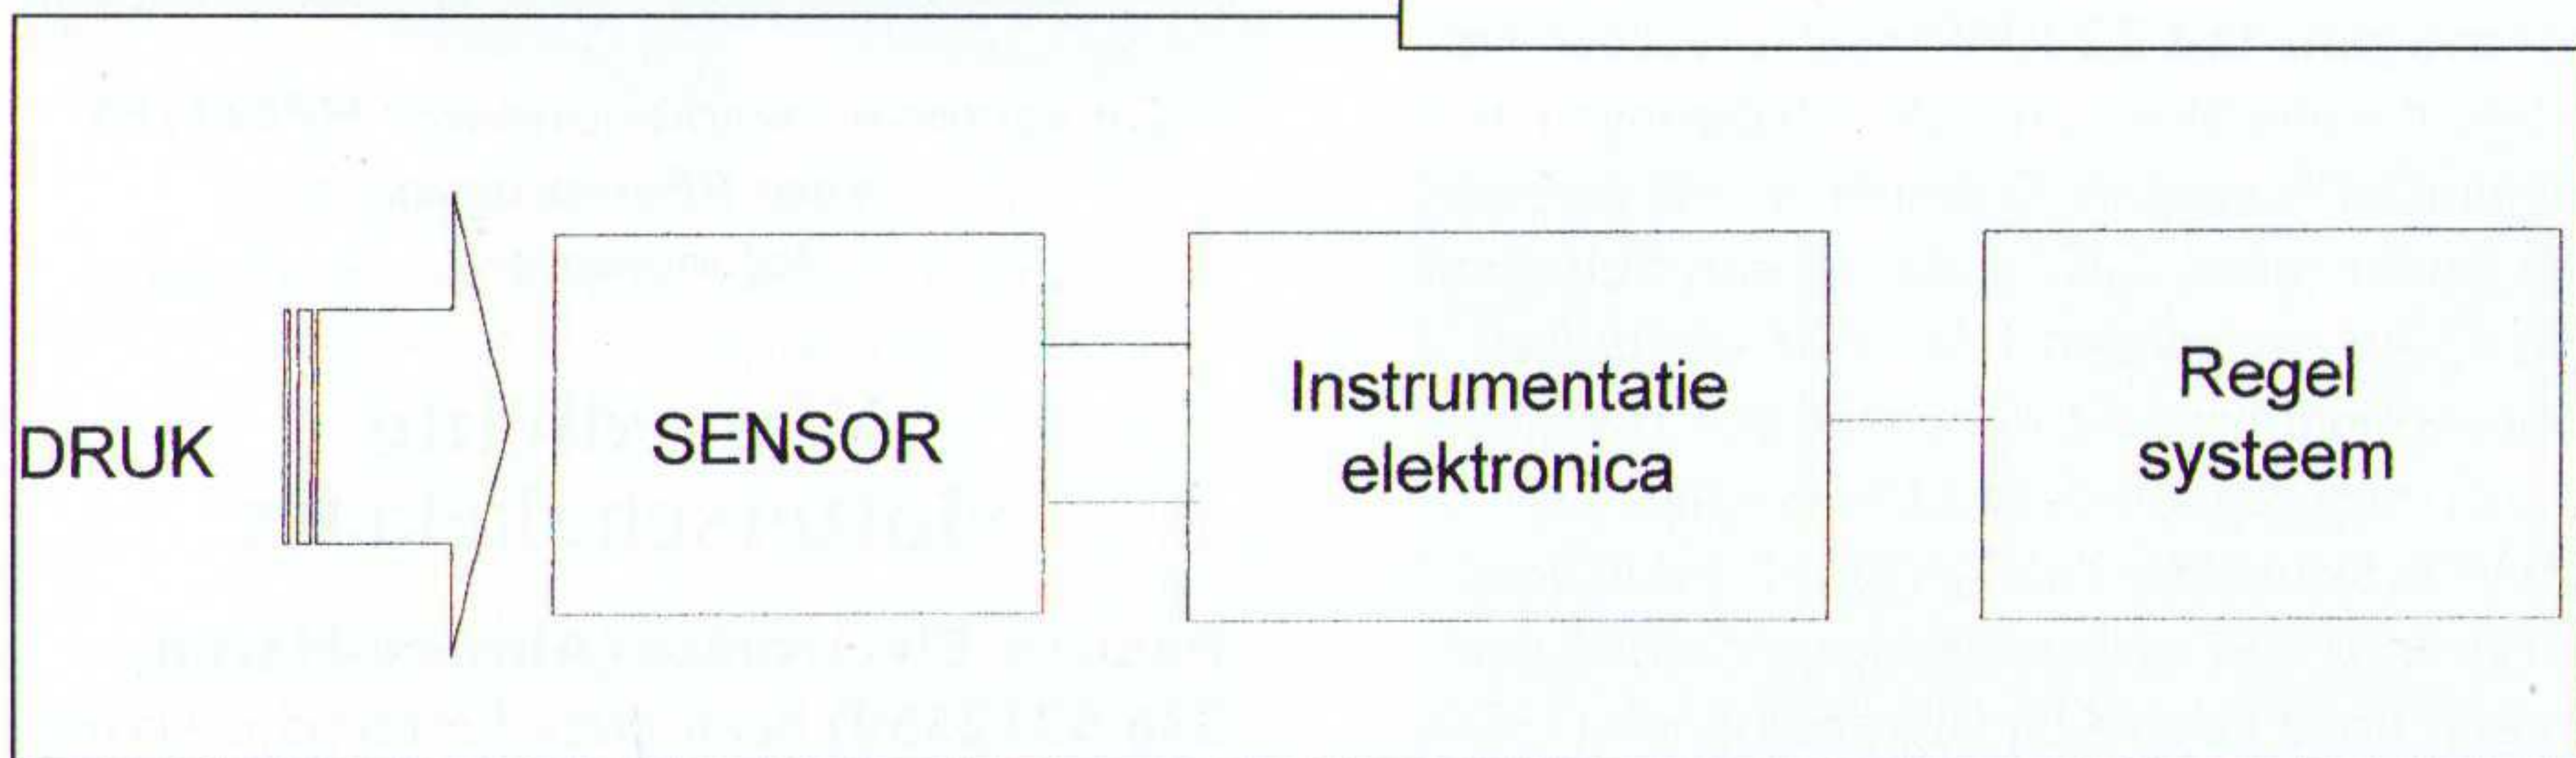 DRUK
SENSOR
Instrumentatie
elektronica
Regel
systeem